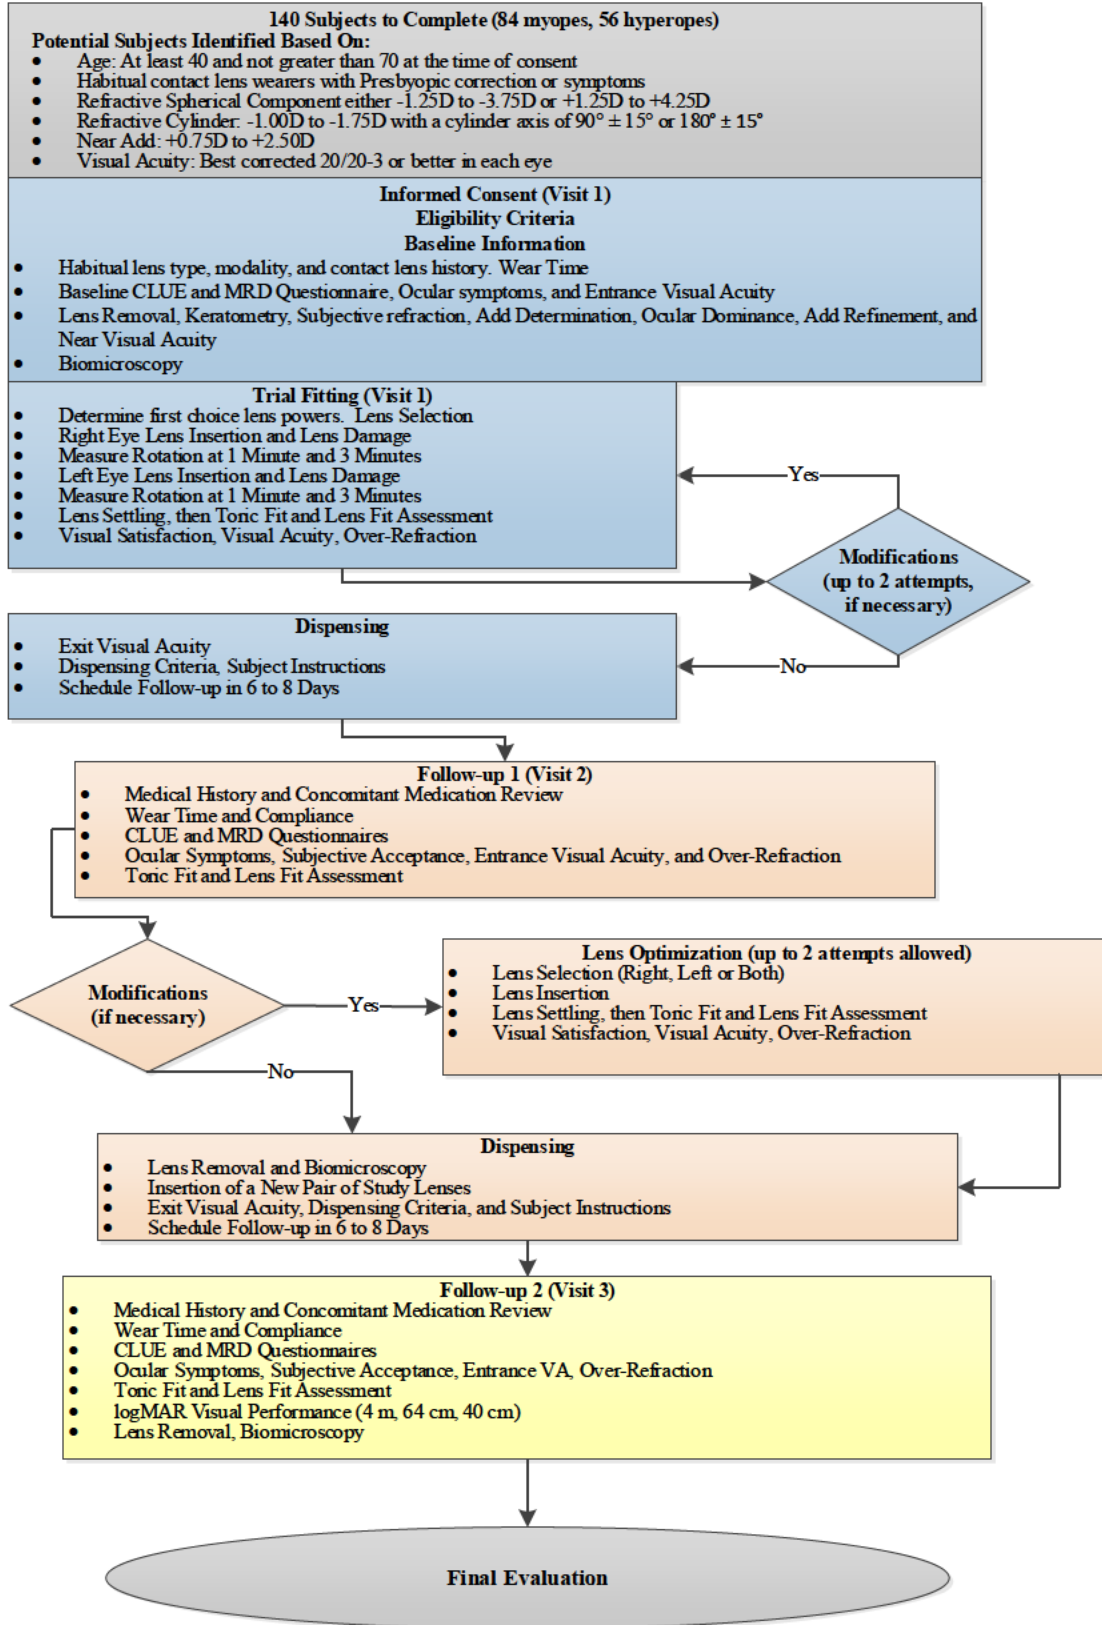 140 Subjects to Complete (84 myopes, 56 hyperopes)
Potential Subjects Identified Based On:
• Age: At least 40 and not greater than 70 at the time of consent
• Habitual contact lens wearers with Presbyopic correction or symptoms
• Refractive Spherical Component either -1.25D to -3.75D or +1.25D to +4.25D
• Refractive Cylinder: -1.00D to -1.75D with a cylinder axis of 90° ± 15° or 180° ± 15°
• Near Add: +0.75D to +2.50D
• Visual Acuity: Best corrected 20/20-3 or better in each eye
Informed Consent (Visit 1)
Eligibility Criteria
Baseline Information
• Habitual lens type, modality, and contact lens history. Wear Time
• Baseline CLUE and MRD Questionnaire, Ocular symptoms, and Entrance Visual Acuity
• Lens Removal, Keratometry, Subjective refraction, Add Determination, Ocular Dominance, Add Refinement, and
Near Visual Acuity
• Biomicroscopy
Trial Fitting (Visit 1)
• Determine first choice lens powers. Lens Selection
• Right Eye Lens Insertion and Lens Damage
• Measure Rotation at 1 Minute and 3 Minutes
• Left Eye Lens Insertion and Lens Damage
• Measure Rotation at 1 Minute and 3 Minutes
• Lens Settling, then Toric Fit and Lens Fit Assessment
• Visual Satisfaction, Visual Acuity, Over-Refraction
Yes
Modifications
(up to 2 attempts,
if necessary)
No
Dispensing
• Exit Visual Acuity
• Dispensing Criteria, Subject Instructions
• Schedule Follow-up in 6 to 8 Days
Follow-up 1 (Visit 2)
• Medical History and Concomitant Medication Review
• Wear Time and Compliance
• CLUE and MRD Questionnaires
• Ocular Symptoms, Subjective Acceptance, Entrance Visual Acuity, and Over-Refraction
• Toric Fit and Lens Fit Assessment
Modifications
(if necessary)
Yes
No
Lens Optimization (up to 2 attempts allowed)
• Lens Selection (Right, Left or Both)
• Lens Insertion
• Lens Settling, then Toric Fit and Lens Fit Assessment
• Visual Satisfaction, Visual Acuity, Over-Refraction
Dispensing
• Lens Removal and Biomicroscopy
• Insertion of a New Pair of Study Lenses
• Exit Visual Acuity, Dispensing Criteria, and Subject Instructions
• Schedule Follow-up in 6 to 8 Days
Follow-up 2 (Visit 3)
• Medical History and Concomitant Medication Review
• Wear Time and Compliance
• CLUE and MRD Questionnaires
• Ocular Symptoms, Subjective Acceptance, Entrance VA, Over-Refraction
• Toric Fit and Lens Fit Assessment
• logMAR Visual Performance (4 m, 64 cm, 40 cm)
• Lens Removal, Biomicroscopy
Final Evaluation